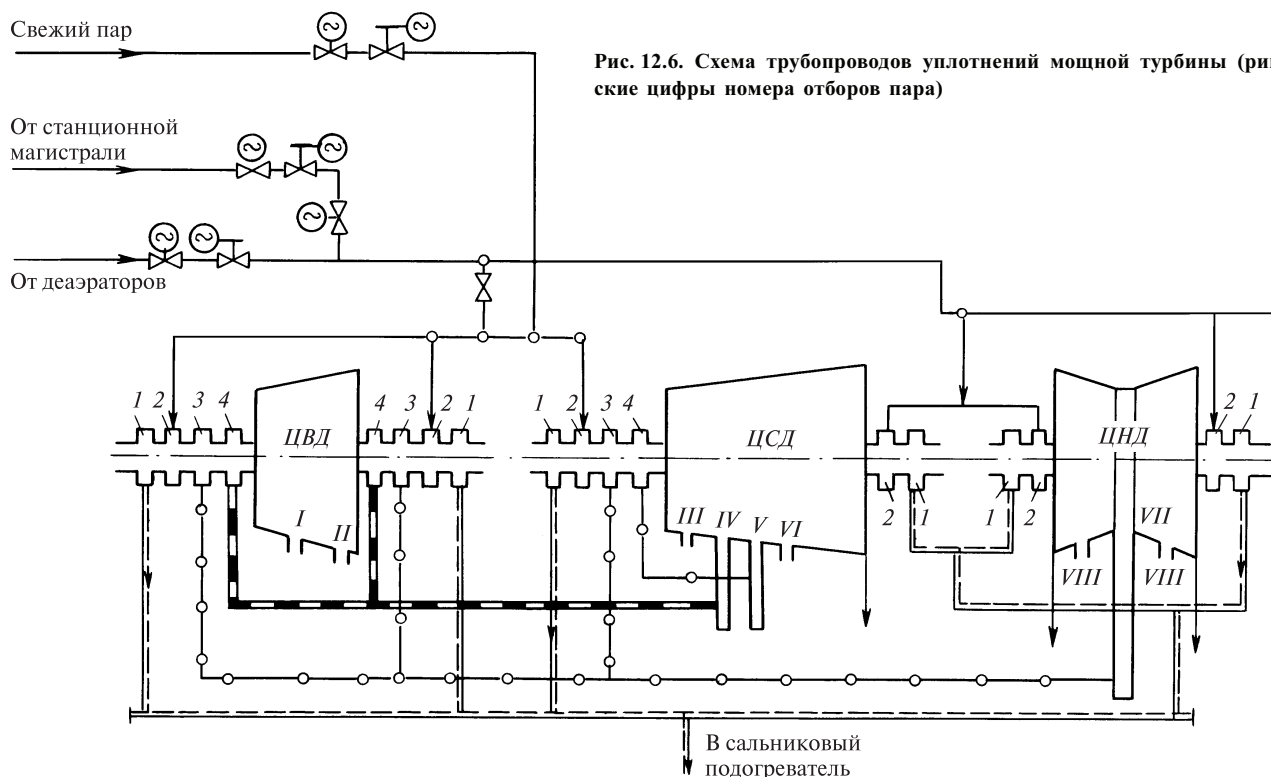 Свежий пар
Рис. 12.6. Схема трубопроводов уплотнений мощной турбины (рим
ские цифры номера отборов пара)
От станционной
магистрали
От деаэраторов
1 2 3 4
ЦВД
4 3 2 1
1 2 3 4
ЦСД
ЦНД
2 1
I II
III IV V VI
2 1
1 2
VII
VIII VIII
В сальниковый
подогреватель